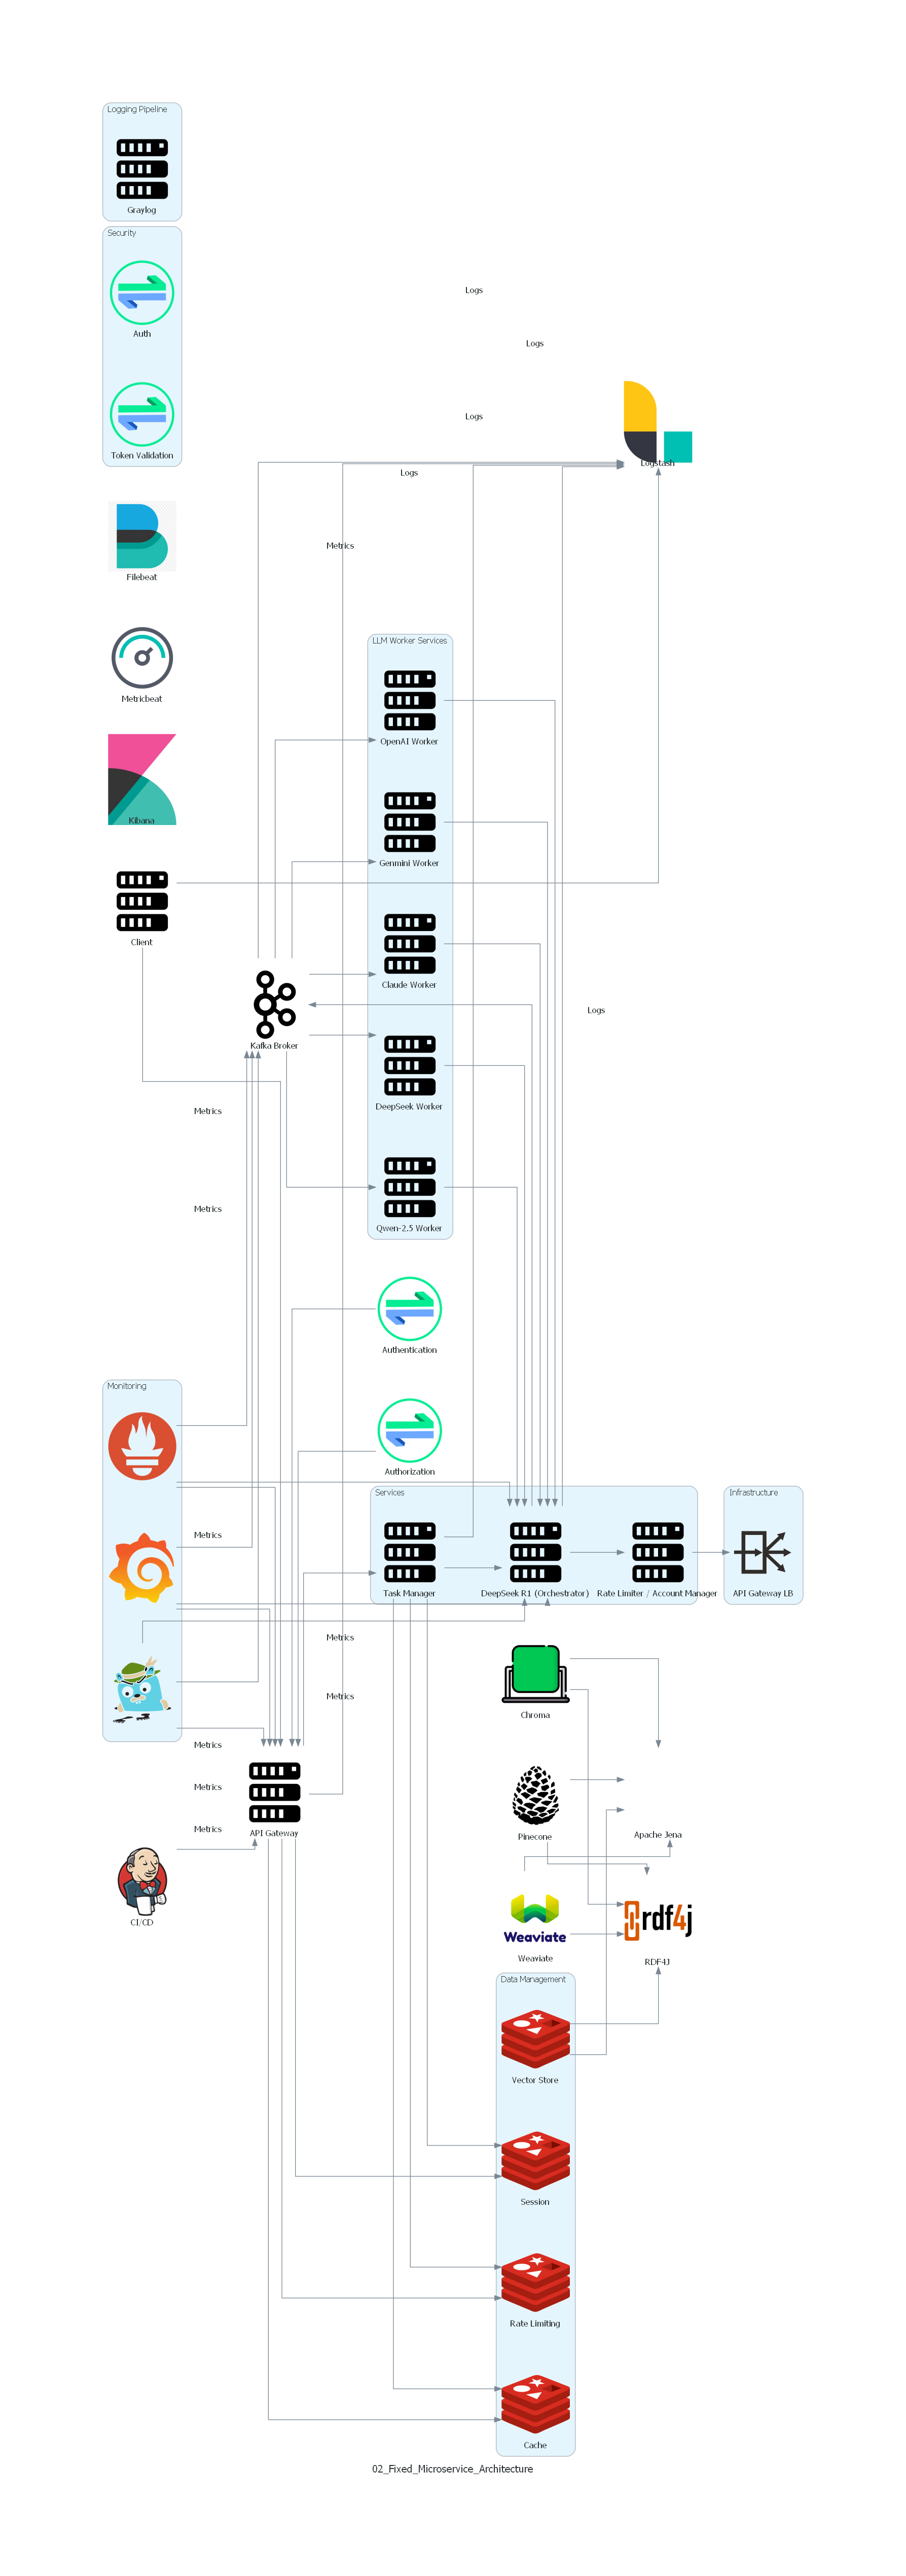 Logging Pipeline
Graylog
Security
Auth
Token Validation
Logs
Logs
Logs
Logs
Logstash
Metrics
Filebeat
Metricbeat
Kibana
Client
LLM Worker Services
OpenAI Worker
Genmini Worker
Claude Worker
DeepSeek Worker
Qwen-2.5 Worker
Kafka Broker
Logs
Metrics
Metrics
Authentication
Authorization
Monitoring
Metrics
Services
Task Manager
DeepSeek R1 (Orchestrator)
Rate Limiter / Account Manager
Infrastructure
API Gateway LB
Metrics
Metrics
Metrics
Metrics
Metrics
API Gateway
CI/CD
Chroma
Pinecone
Apache Jena
Weaviate
Weaviate
rdf4j
RDF4J
Data Management
Vector Store
Session
Rate Limiting
Cache
02_Fixed_Microservice_Architecture